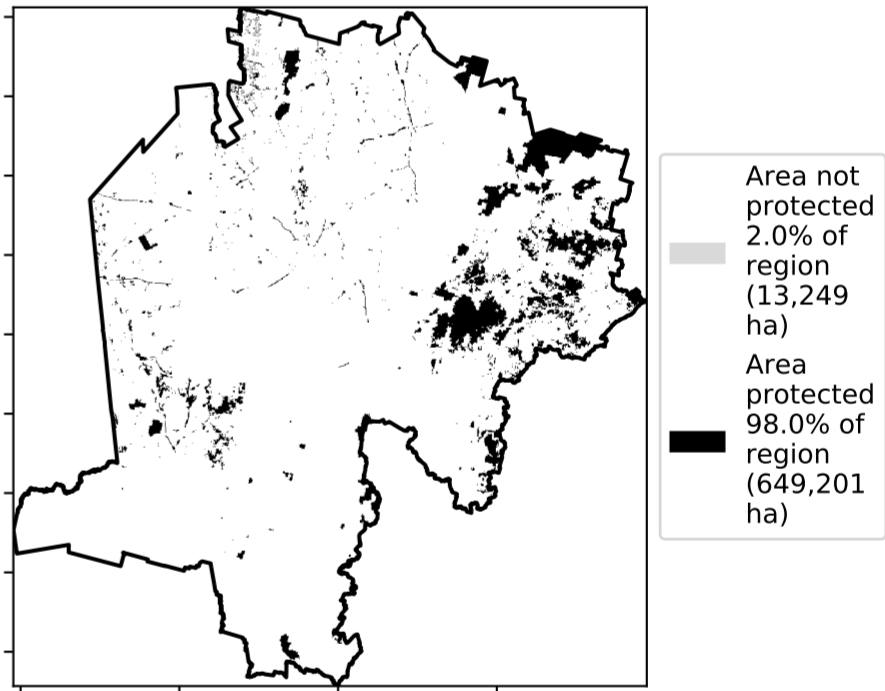 Area not
protected
2.0% of
region
(13,249
ha)
Area
protected
98.0% of
region
(649,201
ha)